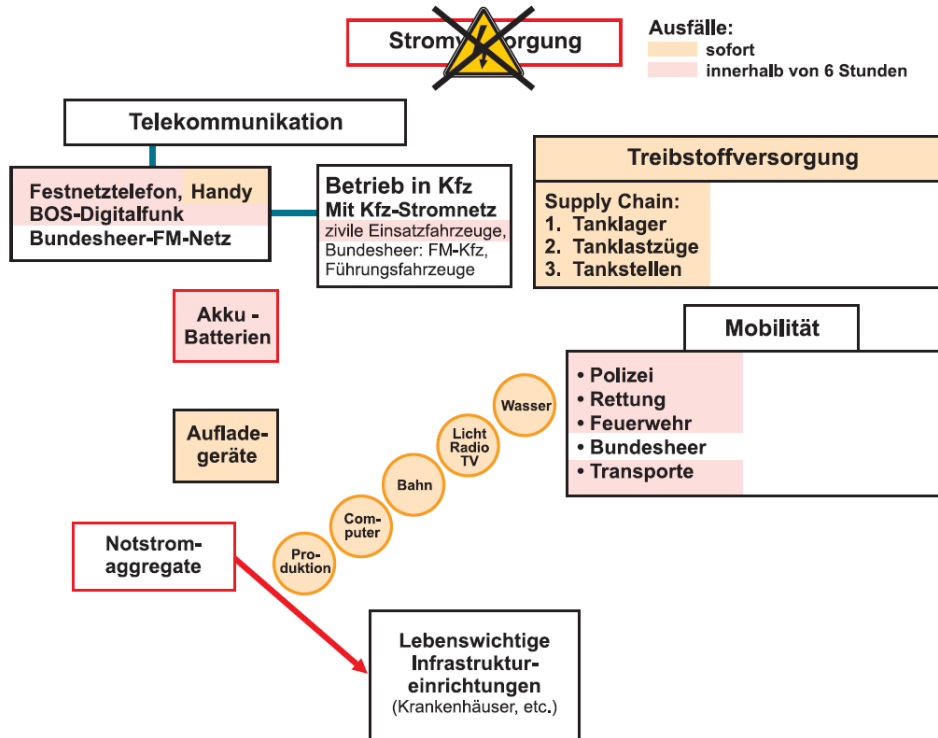 Stromv orgung
Ausfälle:
sofort
innerhalb von 6 Stunden
Telekommunikation
Festnetztelefon, Handy
BOS-Digitalfunk
Bundesheer-FM-Netz
Betrieb in Kfz
Mit Kfz-Stromnetz
zivile Einsatzfahrzeuge,
Bundesheer: FM-Kfz,
Führungsfahrzeuge
Treibstoffversorgung
Supply Chain:
1. Tanklager
2. Tanklastzüge
3. Tankstellen
Akku -
Batterien
Mobilität
• Polizei
• Rettung
• Feuerwehr
• Bundesheer
• Transporte
Auflade-
geräte
Wasser
Licht
Radio
TV
Bahn
Com-
puter
Pro-
duktion
Notstrom-
aggregate
Lebenswichtige
Infrastruktur-
einrichtungen
(Krankenhäuser, etc.)